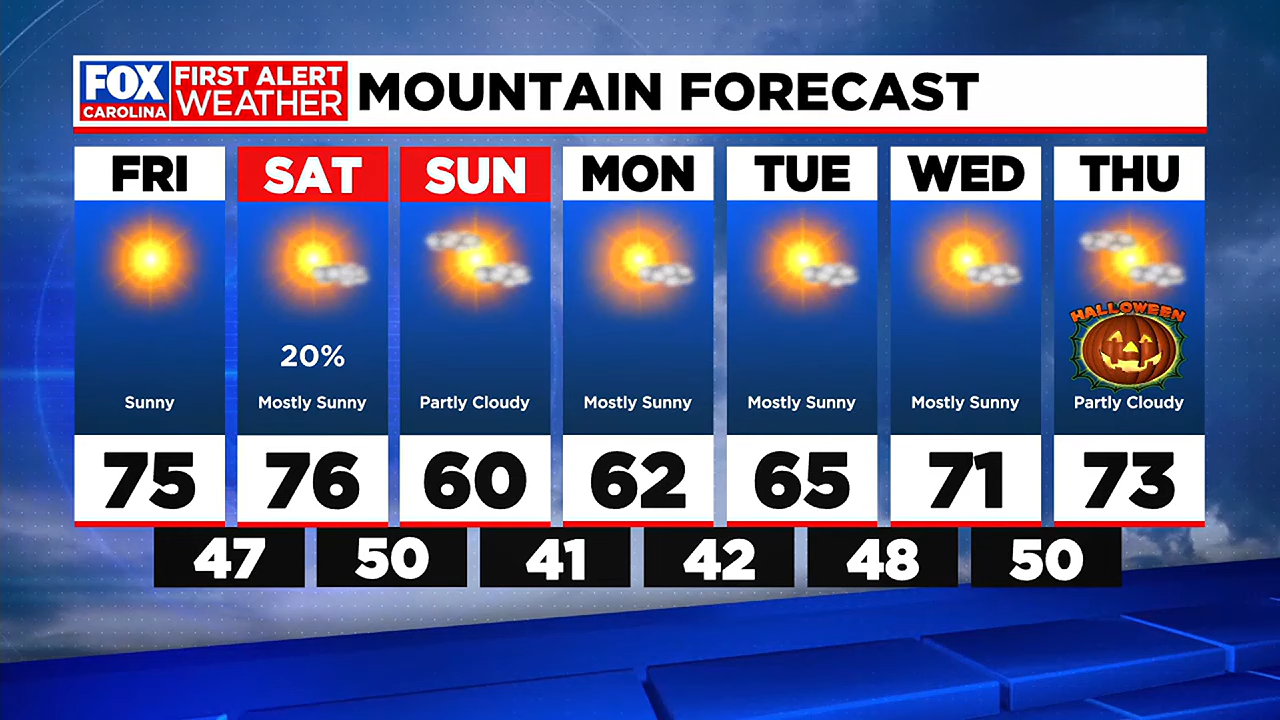 FOX
CAROLINA
FIRST ALERT
WEATHER
MOUNTAIN FORECAST
FRI SAT SUN MON TUE WED THU
20%
HALLOWEEN
Sunny Mostly Sunny Partly Cloudy Mostly Sunny Mostly Sunny Mostly Sunny Partly Cloudy
75 76 60 62 65 71 73
47 50 41 42 48 50